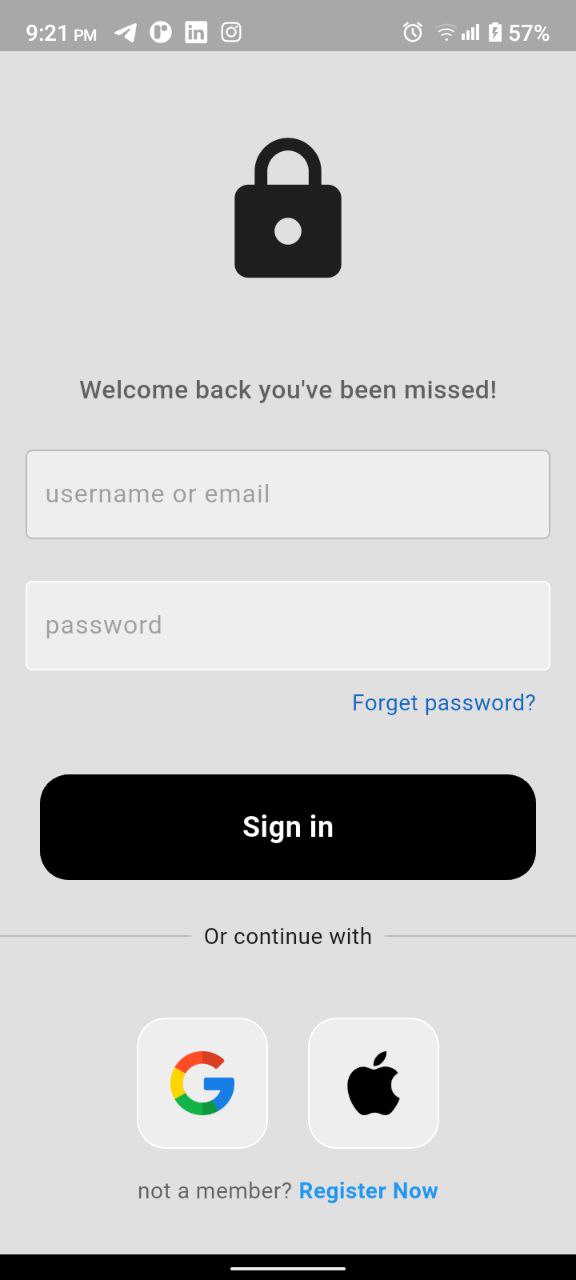 9:21 PM 57%
Welcome back you've been missed!
username or email
password
Forget password?
Sign in
Or continue with
not a member? Register Now